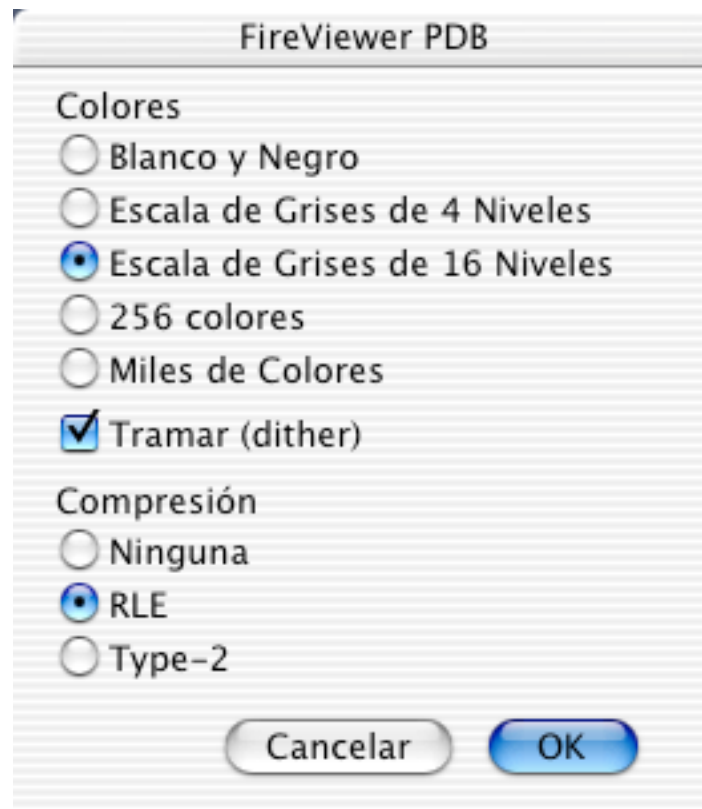 FireViewer PDB
Colores
Blanco y Negro
Escala de Grises de 4 Niveles
Escala de Grises de 16 Niveles
256 colores
Miles de Colores
Tramar (dither)
Compresión
Ninguna
RLE
Type-2
Cancelar OK